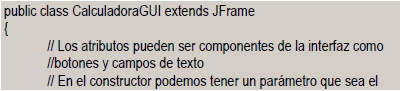 public class CalculadoraGUI extends JFrame
{
// Los atributos pueden ser componentes de la interfaz como
//botones y campos de texto
// En el constructor podemos tener un parámetro que sea el